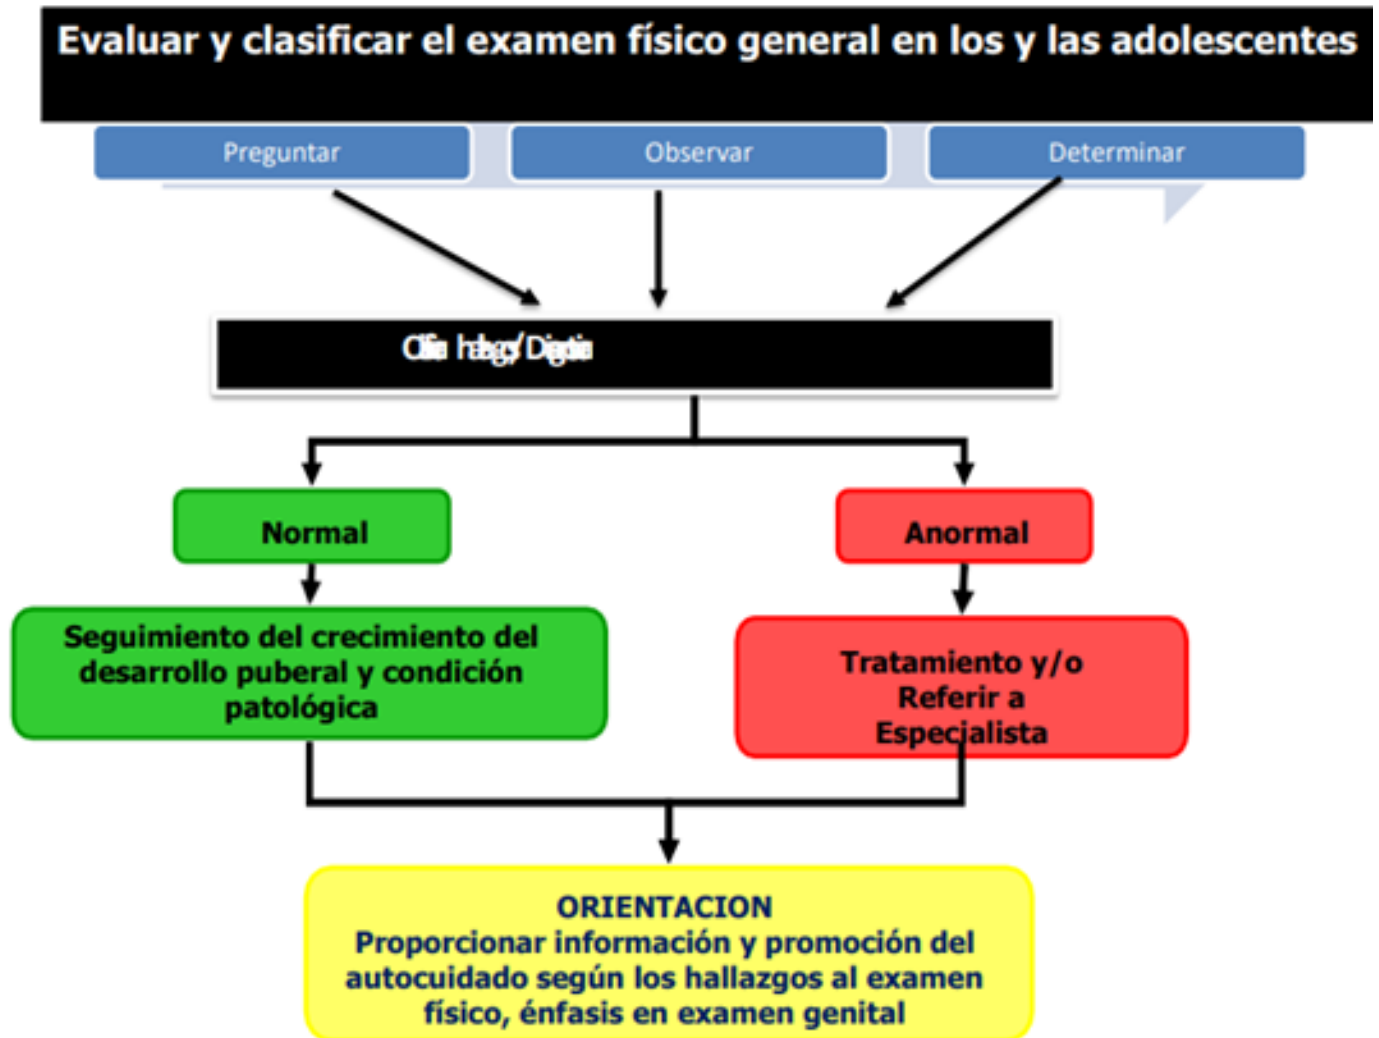 Evaluar y clasificar el examen físico general en los y las adolescentes
Preguntar
Observar
Determinar
Normal
Anormal
Seguimiento del crecimiento del
desarrollo puberal y condición
patológica
Tratamiento y/o
Referir a
Especialista
ORIENTACION
Proporcionar información y promoción del
autocuidado según los hallazgos al examen
físico, énfasis en examen genital